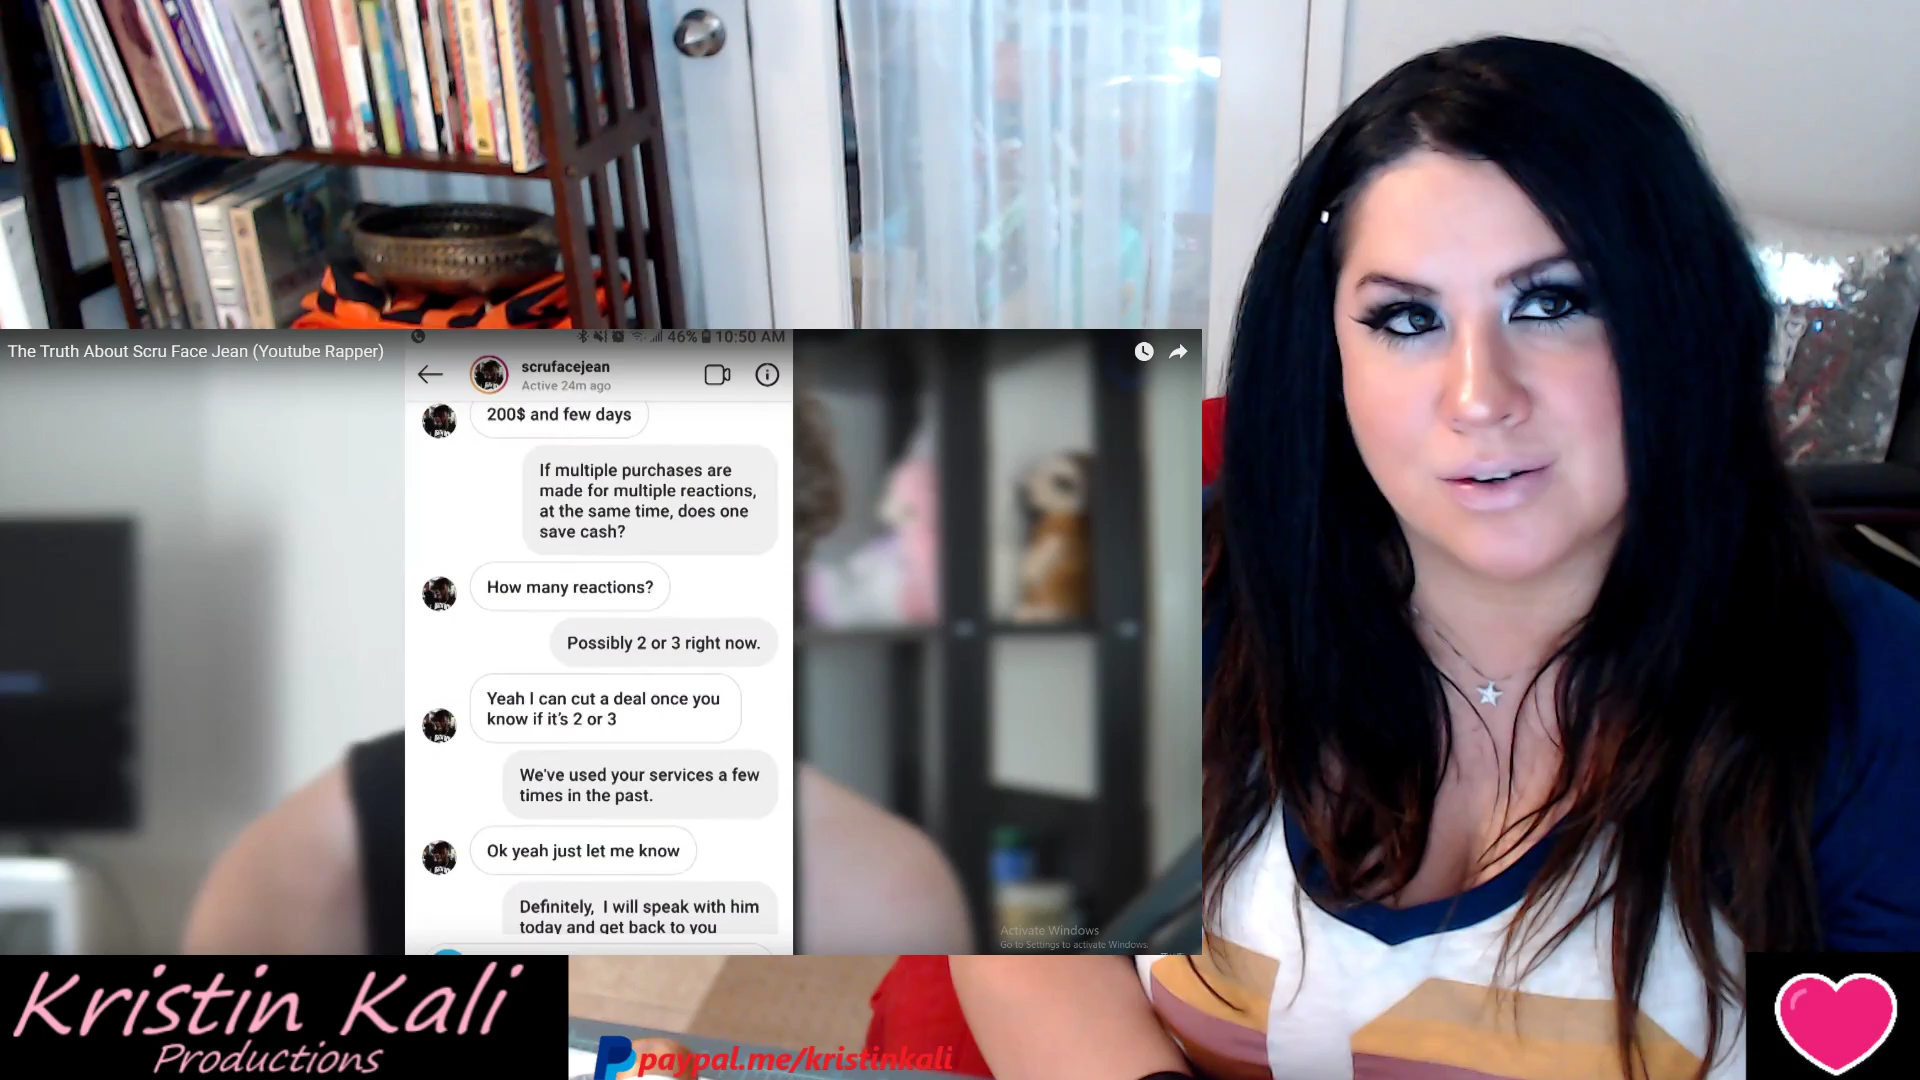 The Truth About Scru Face Jean (Youtube Rapper)
46% 10:50 AM
scrufacejean
Active 24m ago
200$ and few days
If multiple purchases are
made for multiple reactions,
at the same time, does one
save cash?
How many reactions?
Possibly 2 or 3 right now.
Yeah I can cut a deal once you
know if it's 2 or 3
We've used your services a few
times in the past.
Ok yeah just let me know
Definitely, I will speak with him
today and get back to you
Activate Windows
Go to Settings to activate Windows.
Kristin Kali
Productions
paypal.me/kristinkali